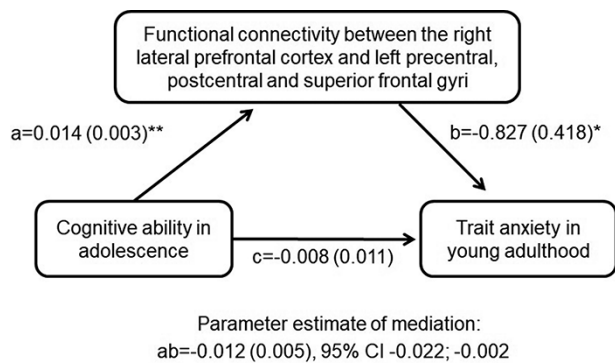 Functional connectivity between the right
lateral prefrontal cortex and left precentral,
postcentral and superior frontal gyri
a=0.014 (0.003)**
b=-0.827 (0.418)*
Cognitive ability in
adolescence
c=-0.008 (0.011)
Trait anxiety in
young adulthood
Parameter estimate of mediation:
ab=-0.012 (0.005), 95% CI -0.022; -0.002